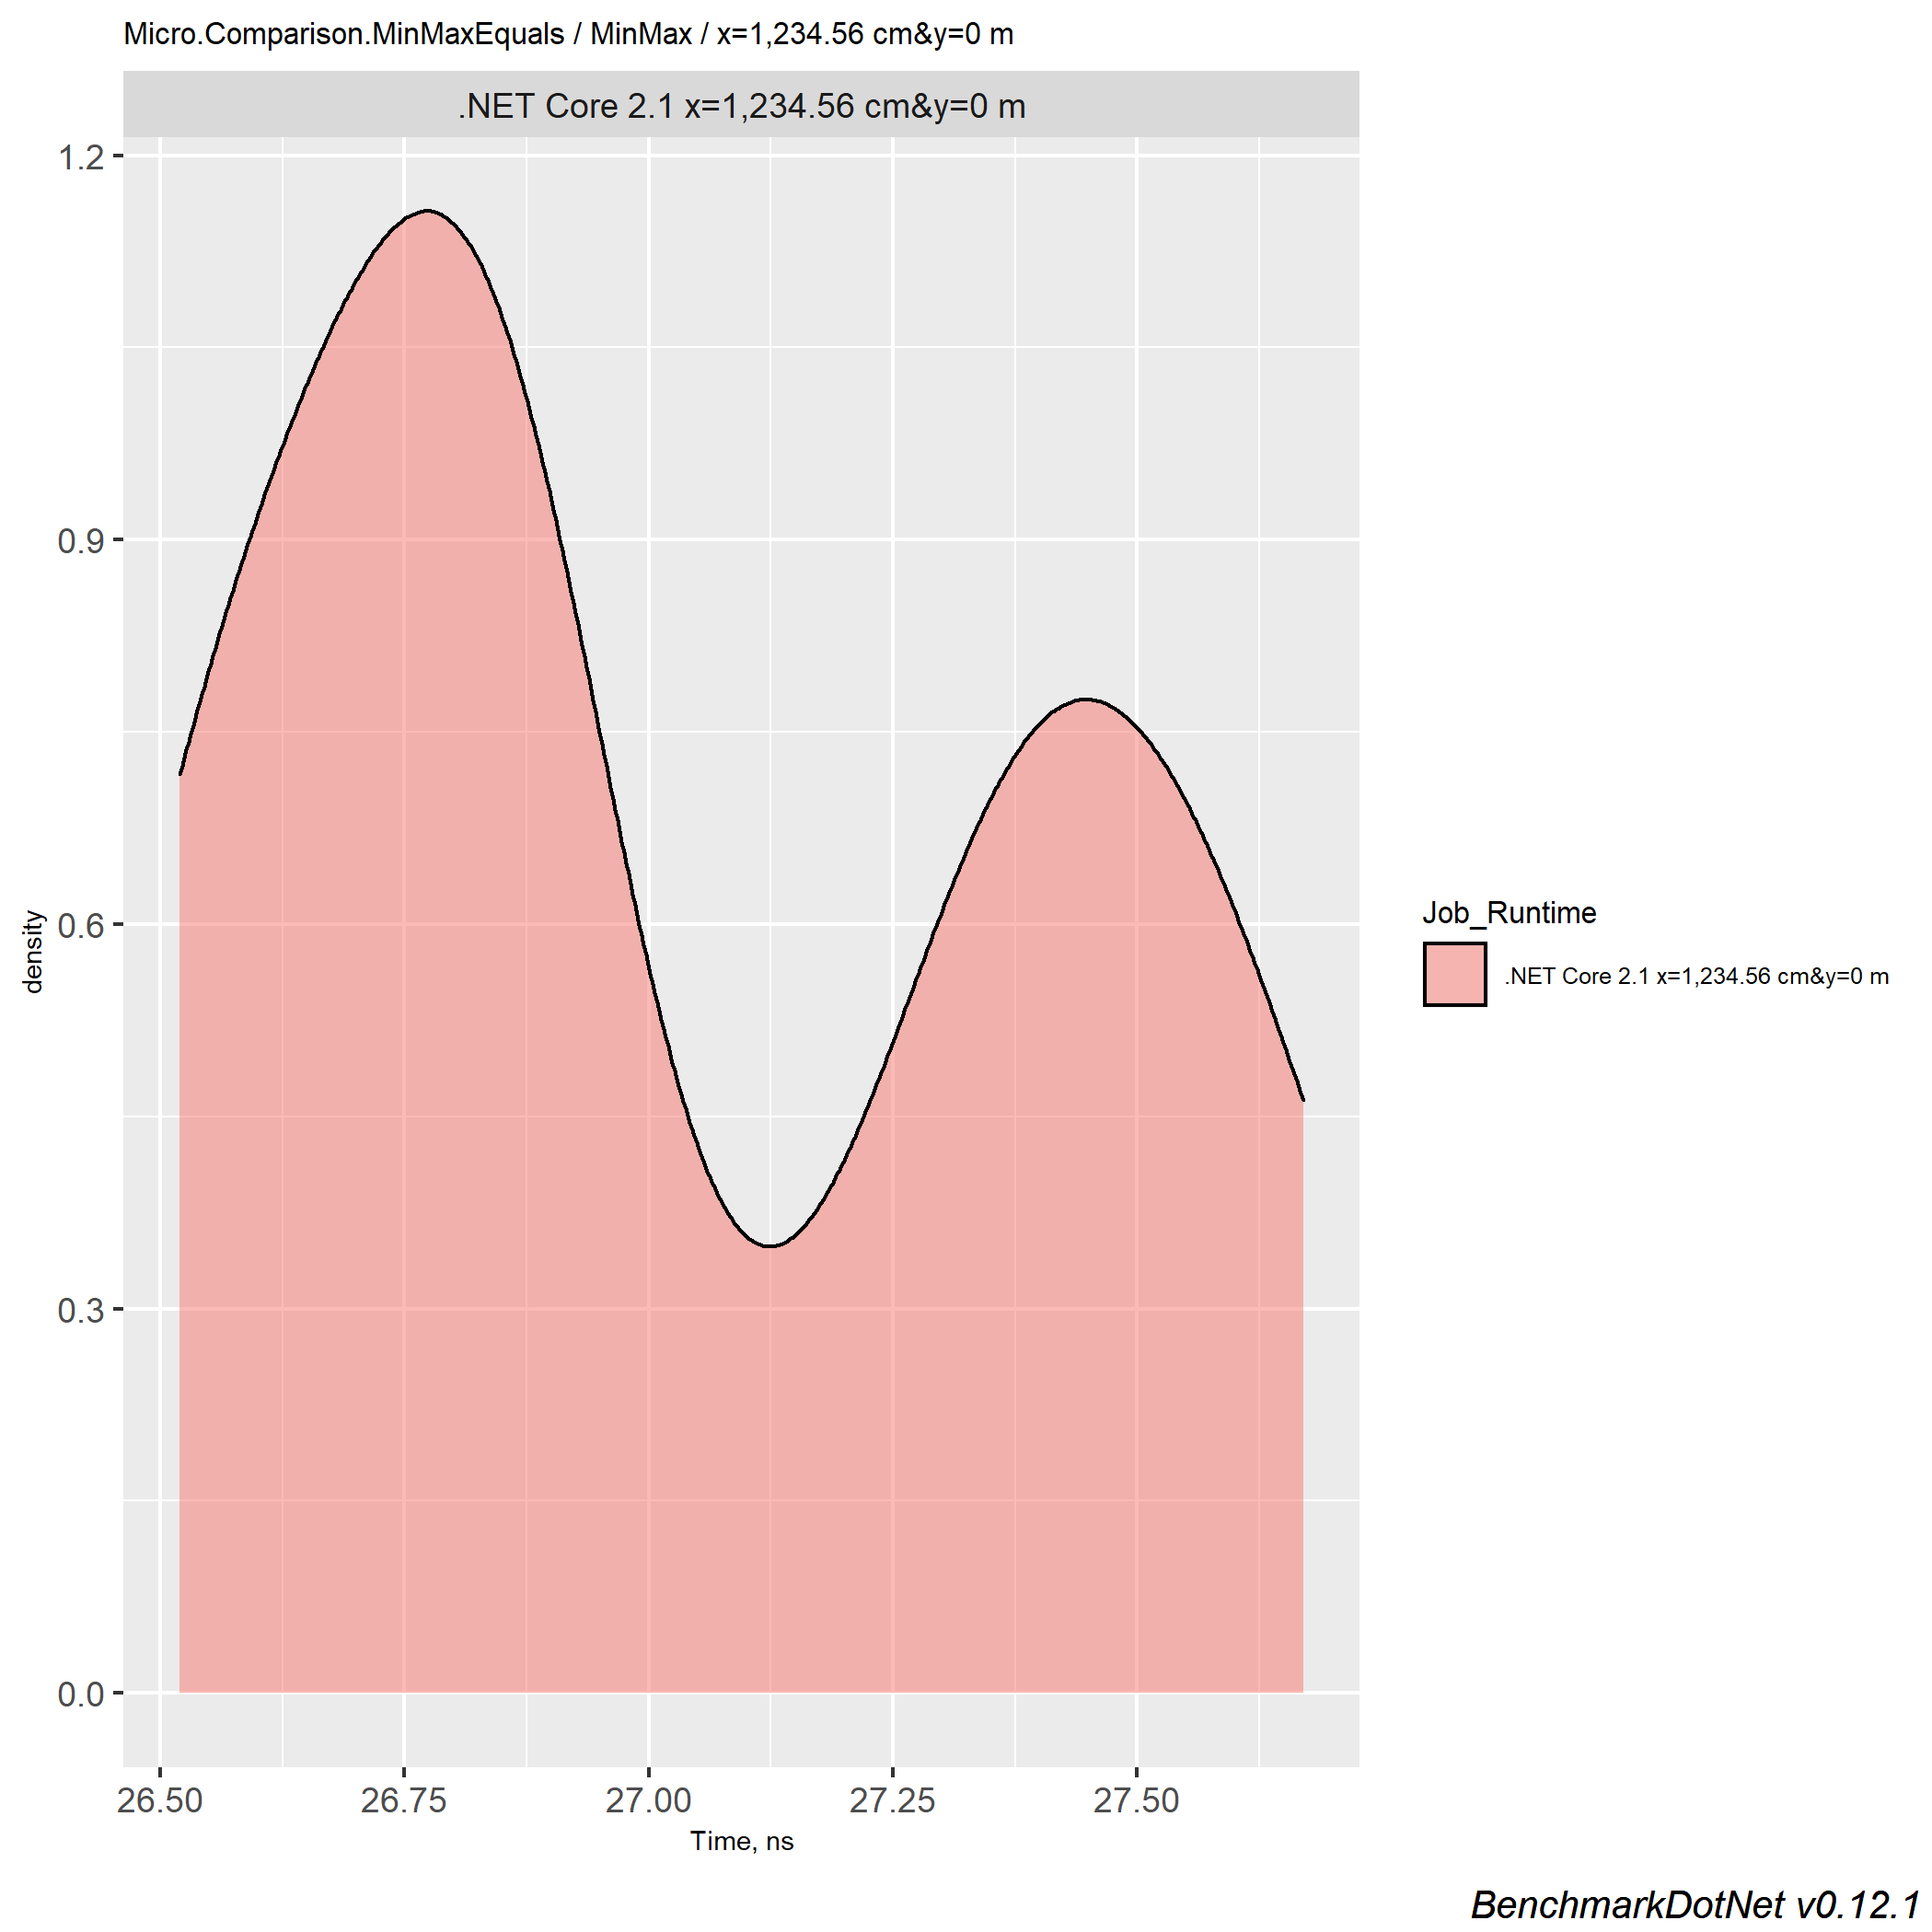 Micro.Comparison.MinMaxEquals / MinMax / x=1,234.56 cm&y=0 m
.NET Core 2.1 x=1,234.56 cm&y=0 m
1.2
0.9
0.6
0.3
0.0
density
26.50 26.75 27.00 27.25 27.50
Time, ns
Job_Runtime
.NET Core 2.1 x=1,234.56 cm&y=0 m
BenchmarkDotNet v0.12.1